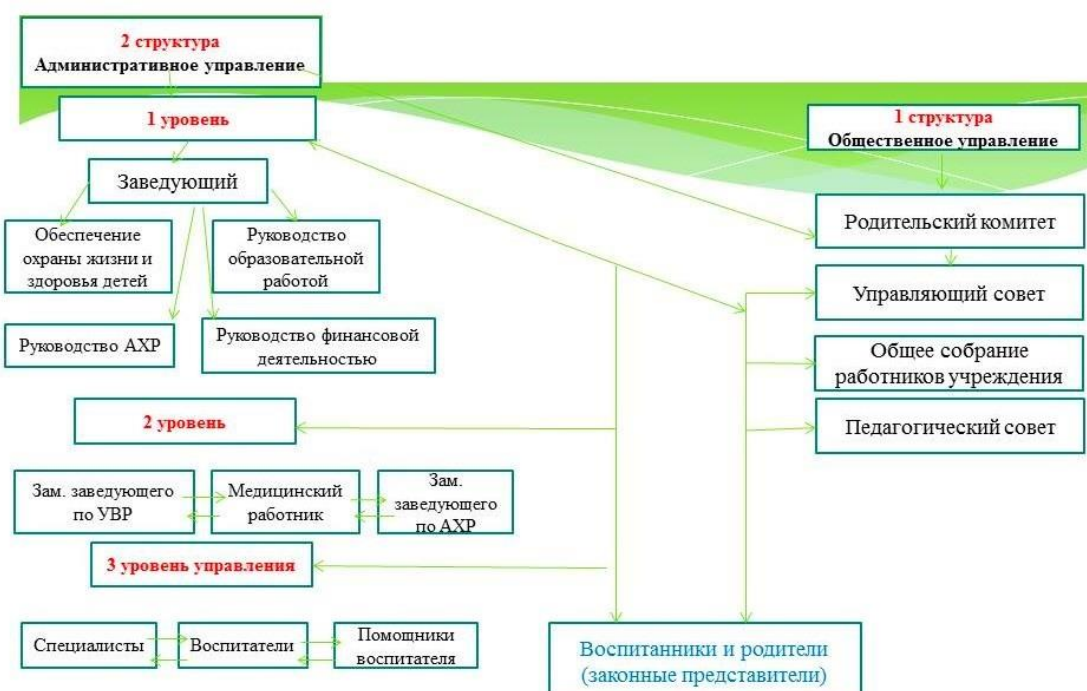 2 структура
Административное управление
1 уровень
1 структура
Общественное управление
Заведующий
Родительский комитет
Обеспечение
охраны жизни и
здоровья детей
Руководство
образовательной
работой
Управляющий совет
Руководство АХР
Руководство финансовой
деятельностью
Общее собрание
работников учреждения
2 уровень
Педагогический совет
Зам. заведующего
по УВР
Медицинский
работник
Зам.
заведующего
по АХР
3 уровень управления
Специалисты
Воспитатели
Помощники
воспитателя
Воспитанники и родители
(законные представители)